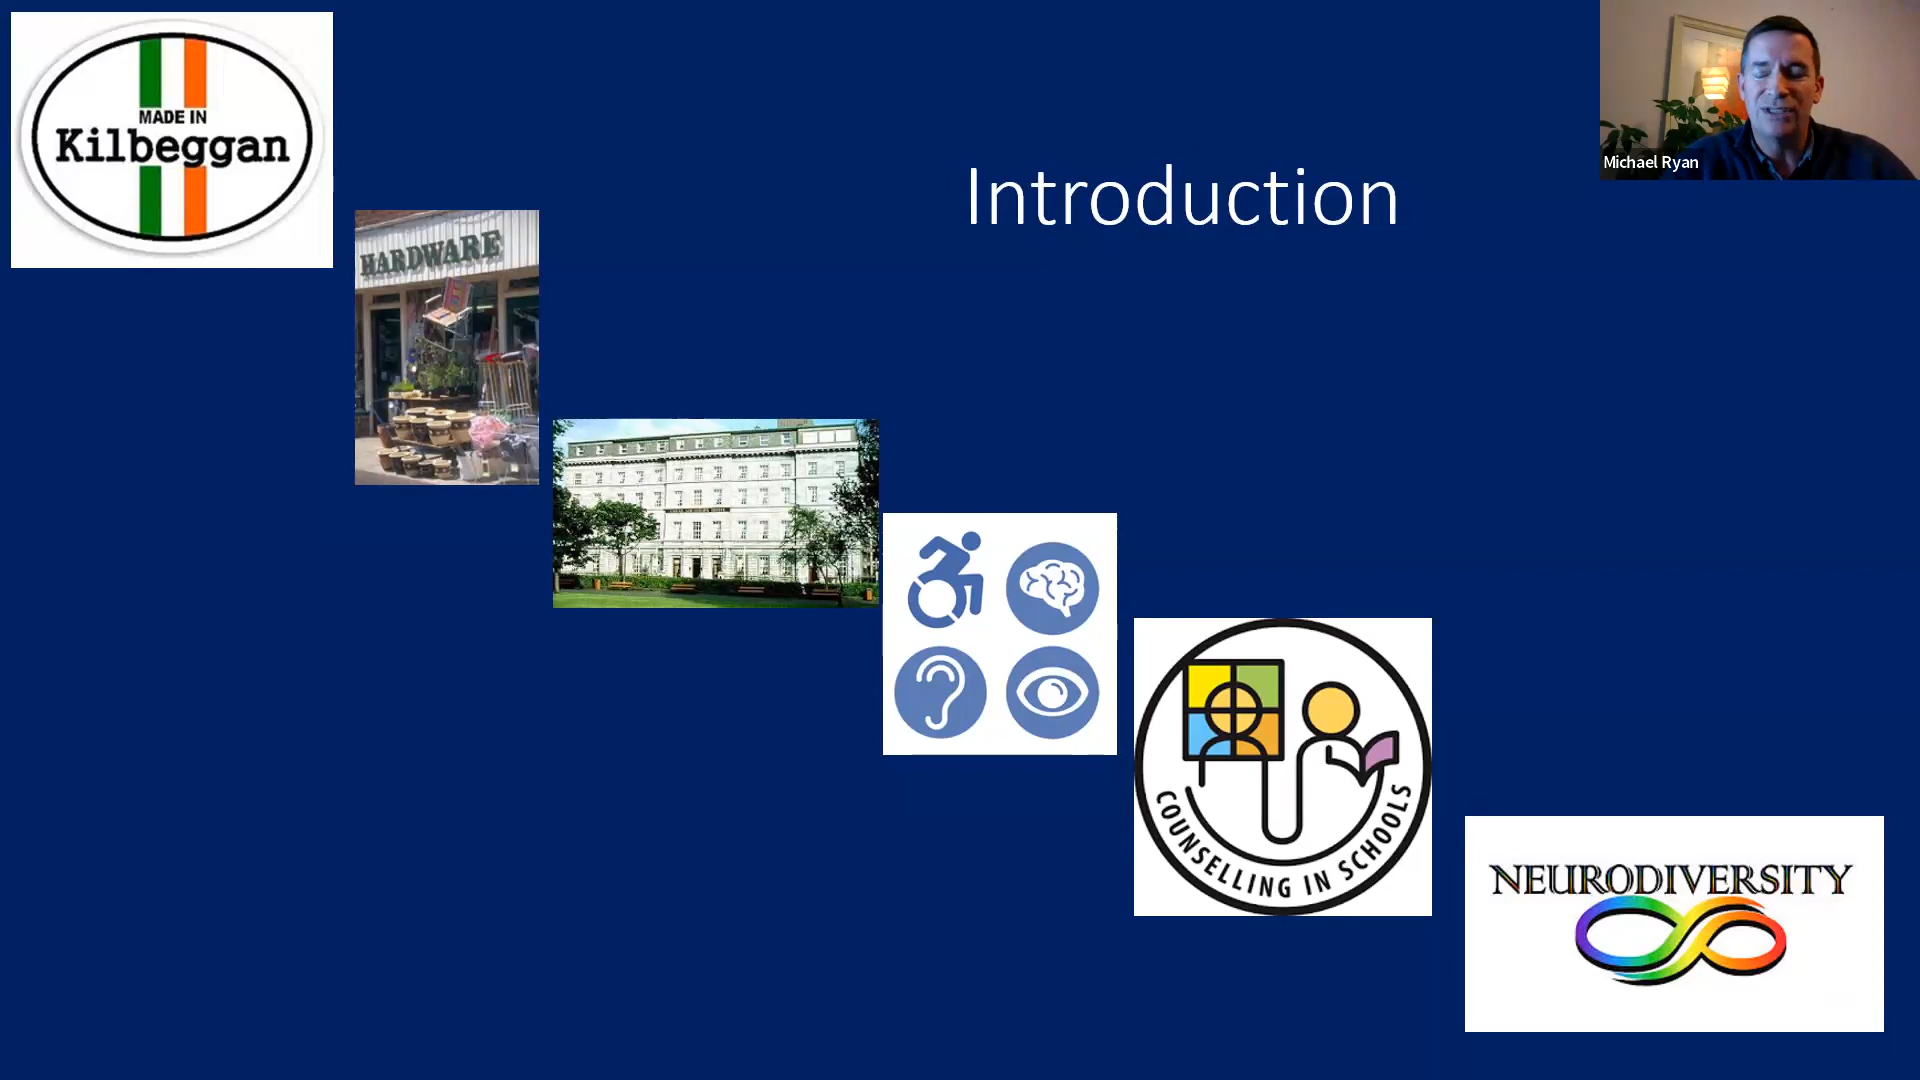 MADE IN
Kilbeggan
HARDWARE
Introduction
Michael Ryan
COUNSELLING IN SCHOOLS
NEURODIVERSITY